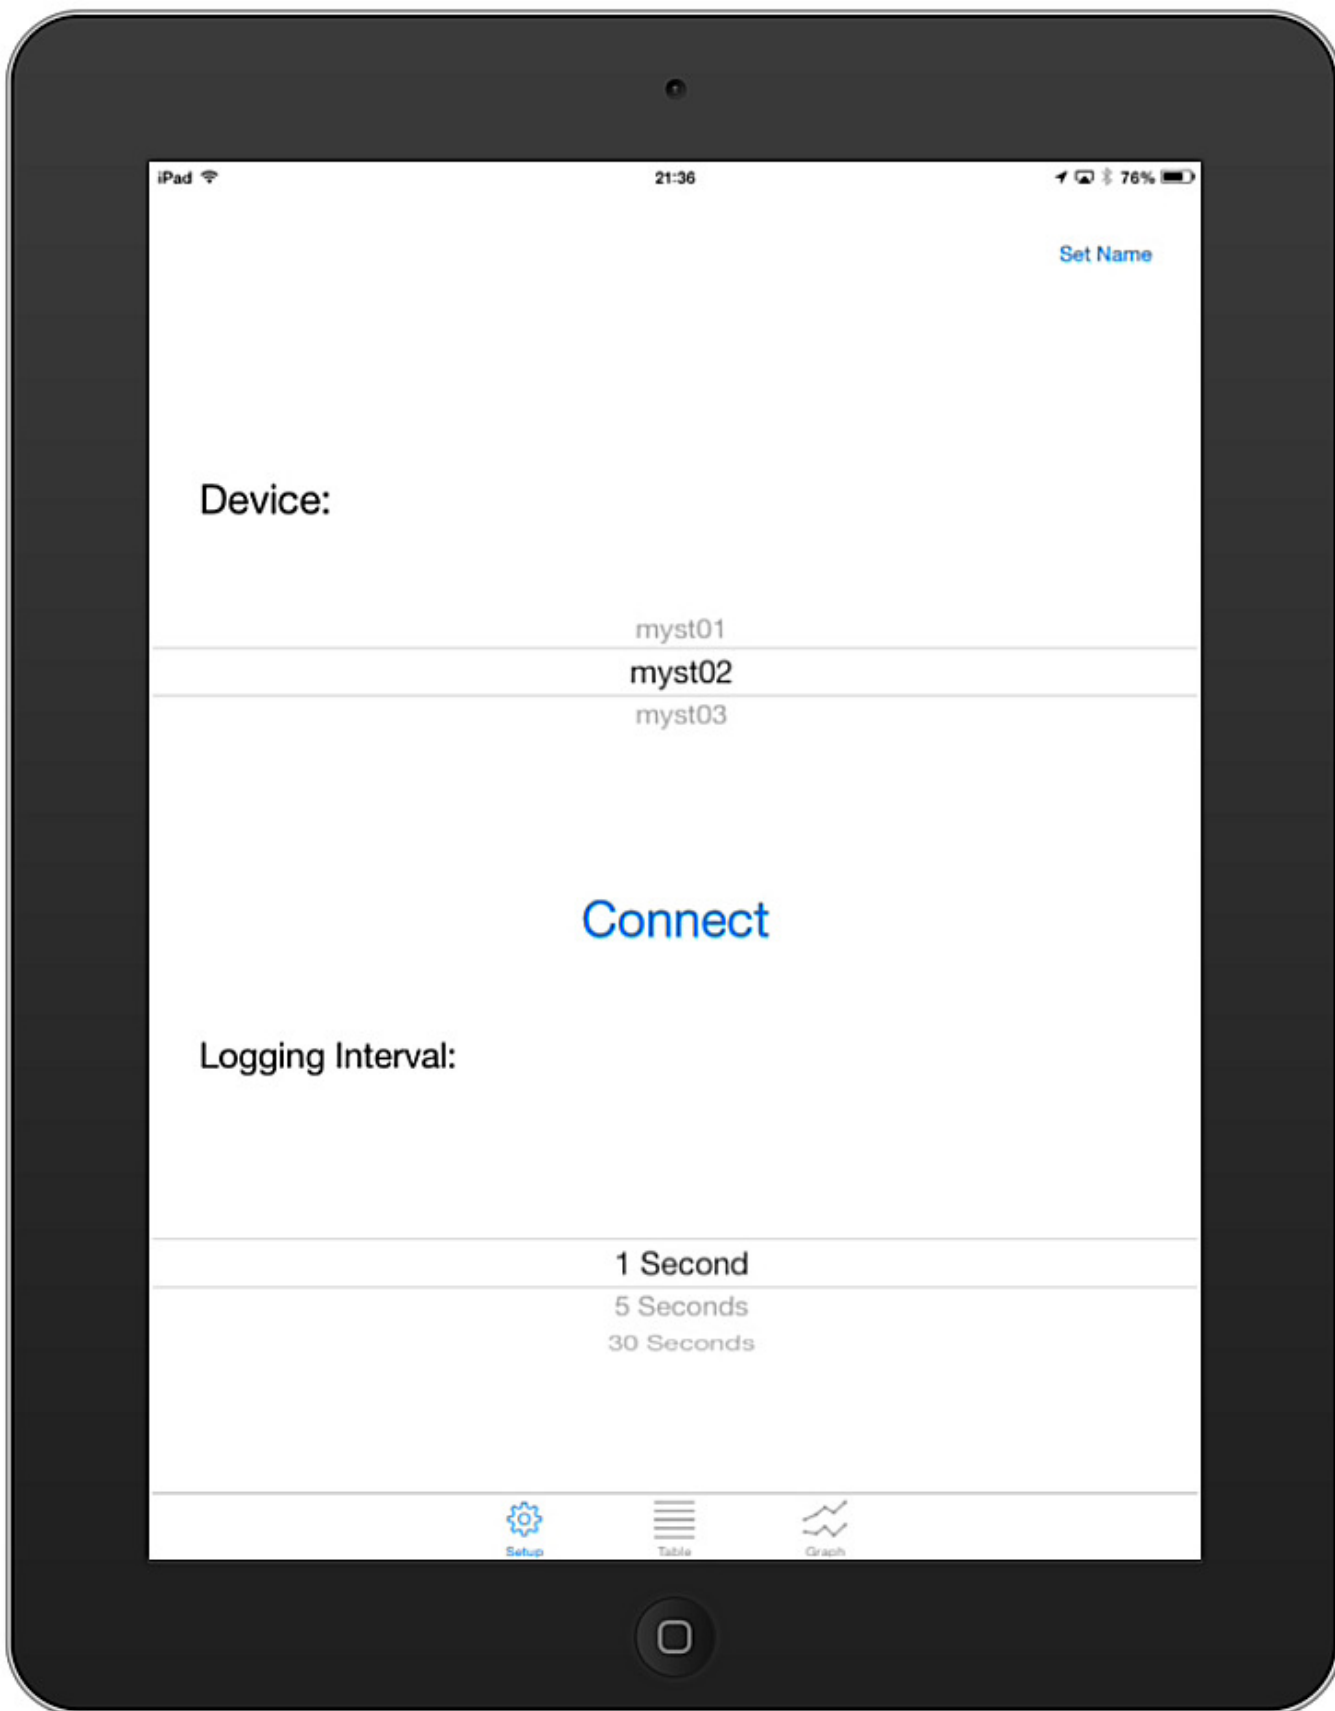 iPad 21:36 76%
Set Name
Device:
myst01
myst02
myst03
Connect
Logging Interval:
1 Second
5 Seconds
30 Seconds
Setup Table Graph